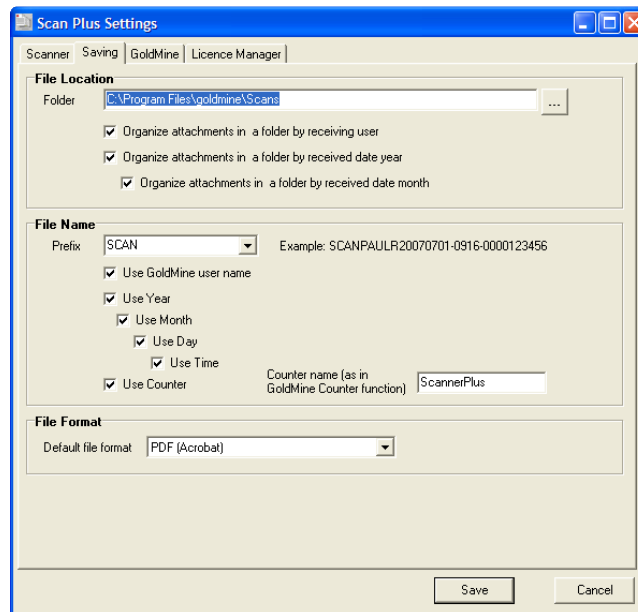 Scan Plus Settings
Scanner Saving GoldMine Licence Manager
File Location
Folder C:\Program Files\goldmine\Scans ...
Organize attachments in a folder by receiving user
Organize attachments in a folder by received date year
Organize attachments in a folder by received date month
File Name
Prefix SCAN Example: SCANPAULR20070701-0916-0000123456
Use GoldMine user name
Use Year
Use Month
Use Day
Use Time
Use Counter
Counter name (as in
GoldMine Counter function) ScannerPlus
File Format
Default file format PDF (Acrobat)
Save Cancel